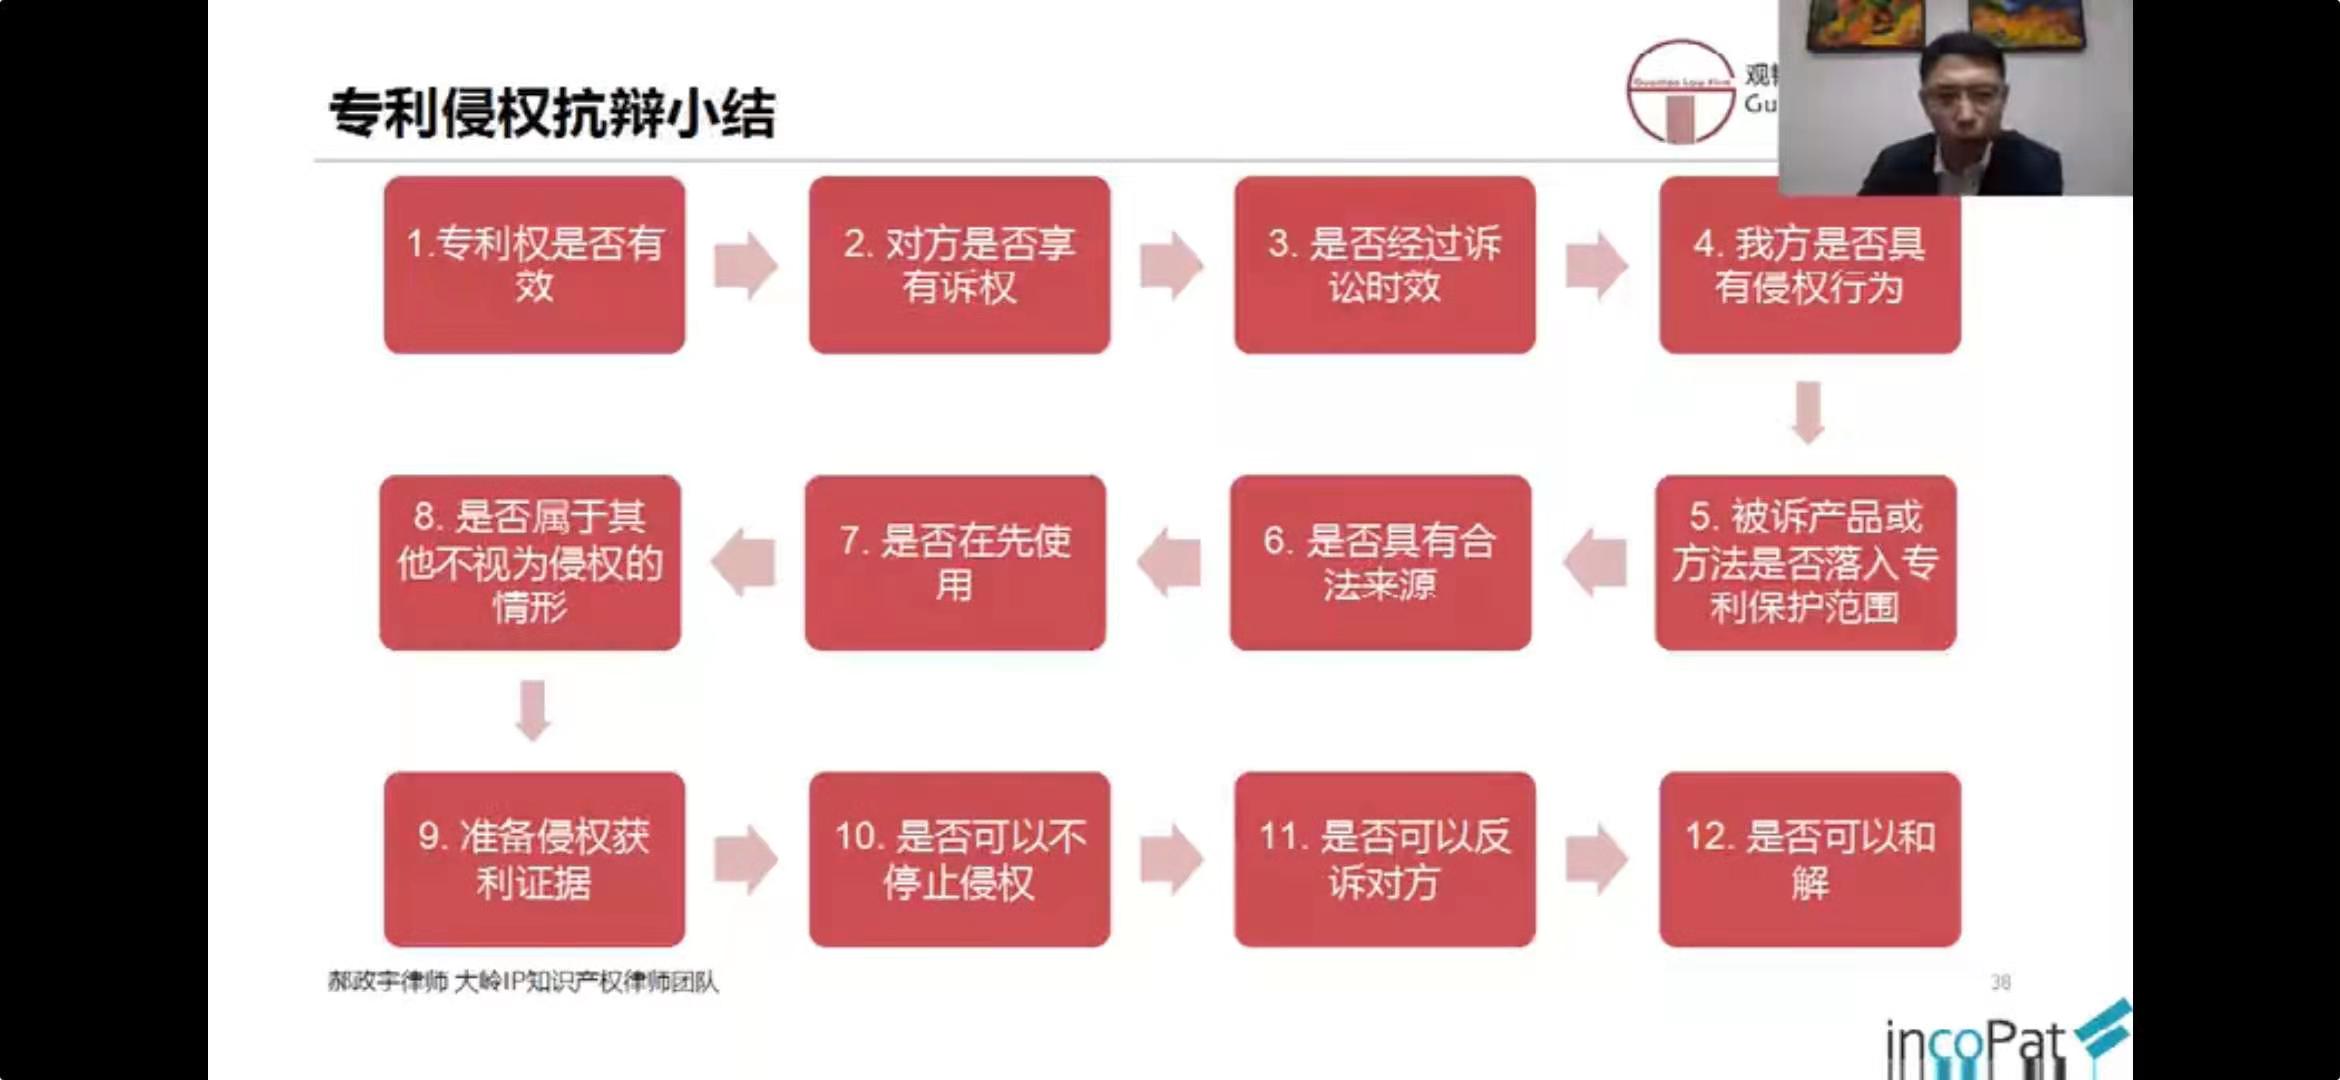 专利侵权抗辩小结
Guantao Law Firm
观
Gu
1.专利权是否有
效
2. 对方是否享
有诉权
3. 是否经过诉
讼时效
4. 我方是否具
有侵权行为
5. 被诉产品或
方法是否落入专
利保护范围
6. 是否具有合
法来源
7. 是否在先使
用
8. 是否属于其
他不视为侵权的
情形
9. 准备侵权获
利证据
10. 是否可以不
停止侵权
11. 是否可以反
诉对方
12. 是否可以和
解
郝政宇律师 大岭IP知识产权律师团队
38
incoPat